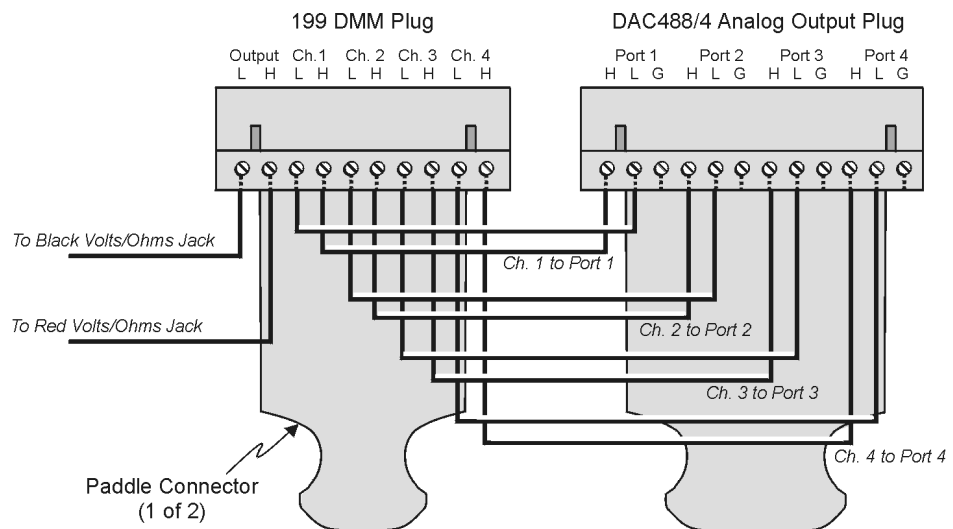 199 DMM Plug
DAC488/4 Analog Output Plug
Output Ch.1 Ch. 2 Ch. 3 Ch. 4
L H L H L H L H L H
Port 1 Port 2 Port 3 Port 4
H L G H L G H L G H L G
To Black Volts/Ohms Jack
Ch. 1 to Port 1
To Red Volts/Ohms Jack
Ch. 2 to Port 2
Ch. 3 to Port 3
Ch. 4 to Port 4
Paddle Connector
(1 of 2)